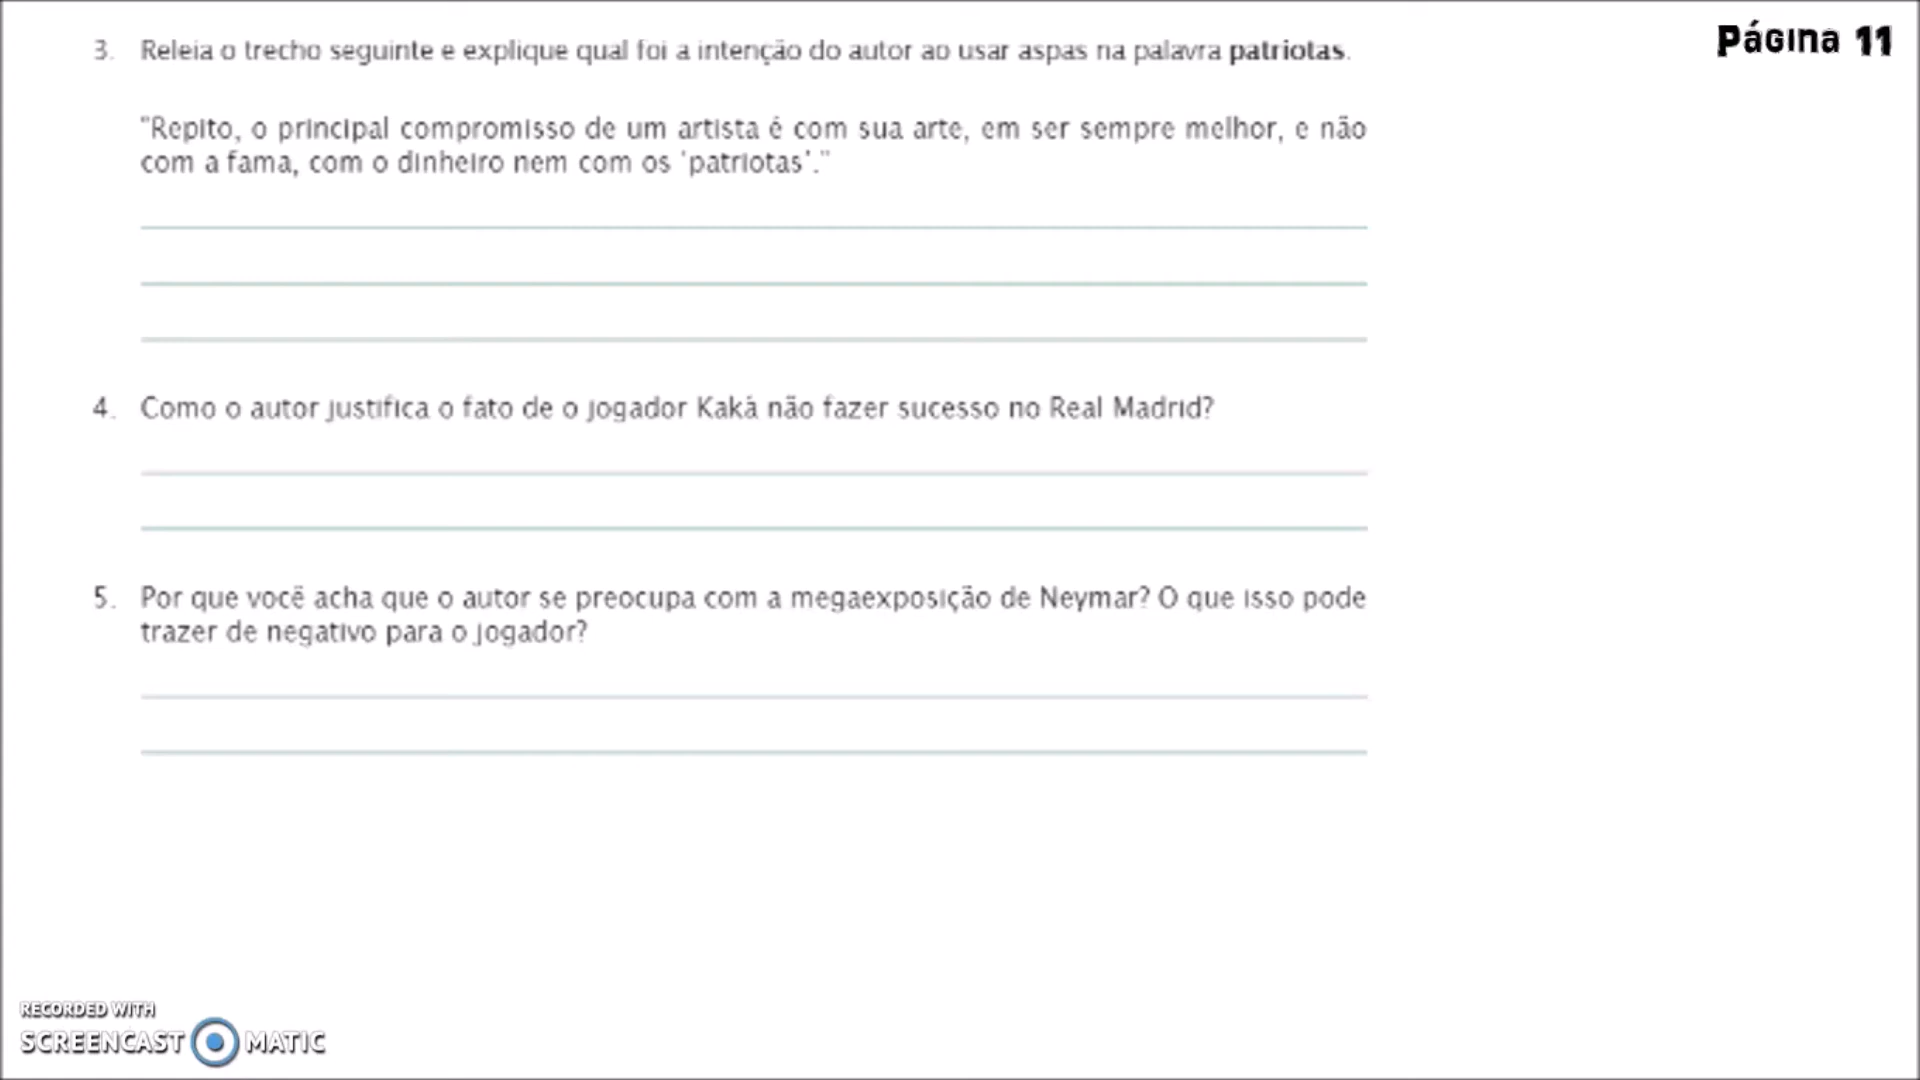 Página 11
3. Releia o trecho seguinte e explique qual foi a intenção do autor ao usar aspas na palavra patriotas.
"Repito, o principal compromisso de um artista é com sua arte, em ser sempre melhor, e não
com a fama, com o dinheiro nem com os 'patriotas'."
4. Como o autor justifica o fato de o jogador Kaká não fazer sucesso no Real Madrid?
5. Por que você acha que o autor se preocupa com a megaexposição de Neymar? O que isso pode
trazer de negativo para o jogador?
RECORDED WITH
SCREENCAST MATIC